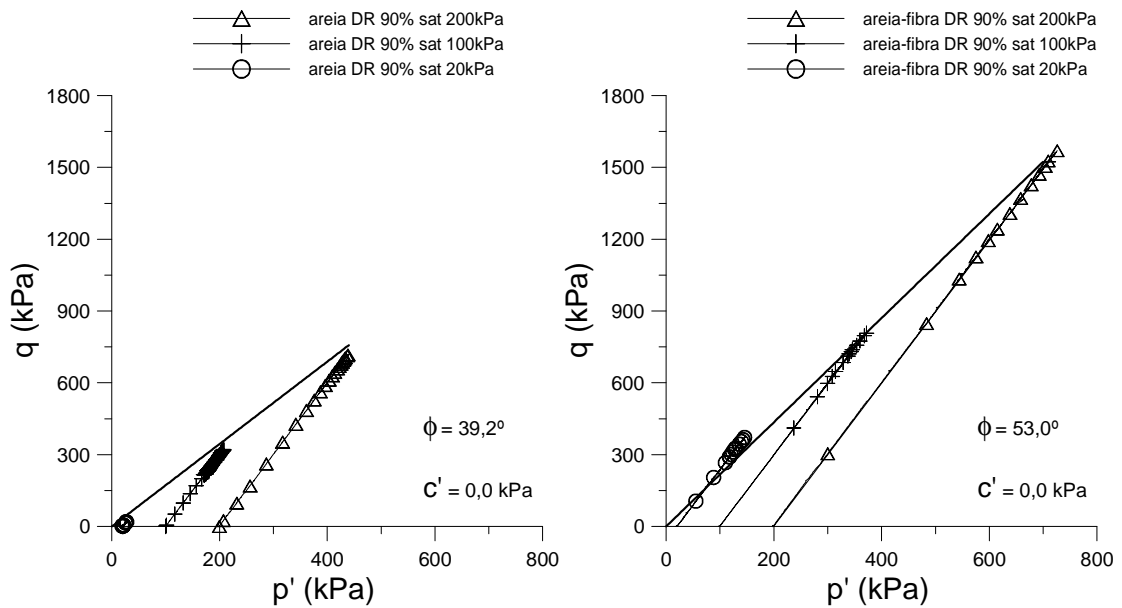 areia DR 90% sat 200kPa
areia DR 90% sat 100kPa
areia DR 90% sat 20kPa
1800
1500
1200
900
600
300
0
q (kPa)
ϕ = 39,2º
c' = 0,0 kPa
0 200 400 600 800
p' (kPa)
areia-fibra DR 90% sat 200kPa
areia-fibra DR 90% sat 100kPa
areia-fibra DR 90% sat 20kPa
1800
1500
1200
900
600
300
0
q (kPa)
ϕ = 53,0º
c' = 0,0 kPa
0 200 400 600 800
p' (kPa)